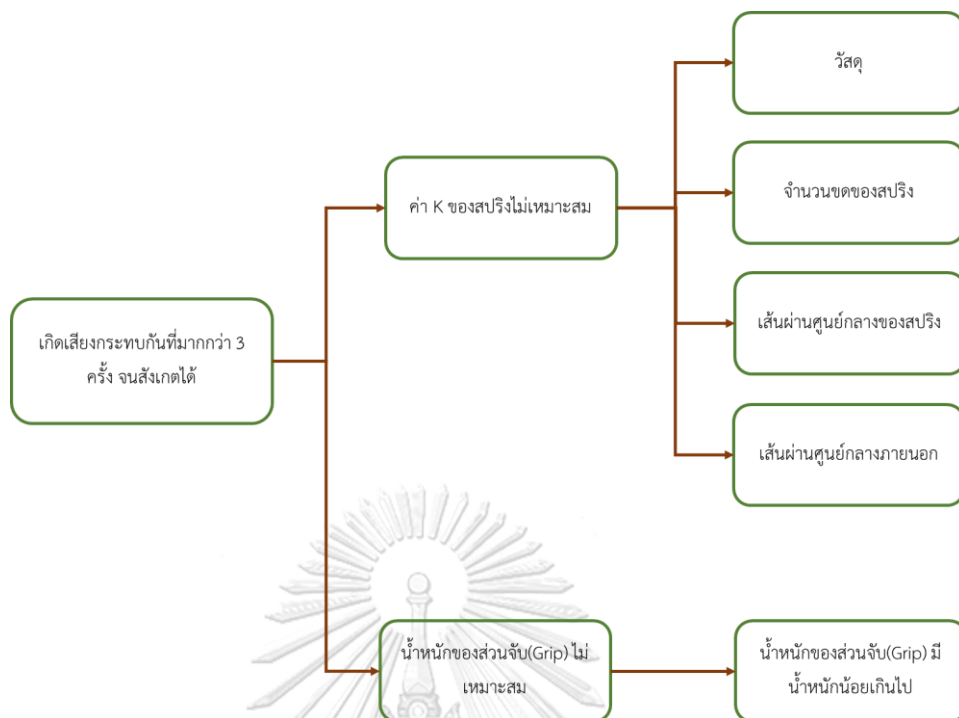 วัสดุ
จำนวนขดของสปริง
ค่า K ของสปริงไม่เหมาะสม
เส้นผ่านศูนย์กลางของสปริง
เกิดเสียงกระทบกันที่มากกว่า 3
ครั้ง จนสังเกตได้
เส้นผ่านศูนย์กลางภายนอก
น้ำหนักของส่วนจับ(Grip) ไม่
เหมาะสม
น้ำหนักของส่วนจับ(Grip) มี
น้ำหนักน้อยเกินไป